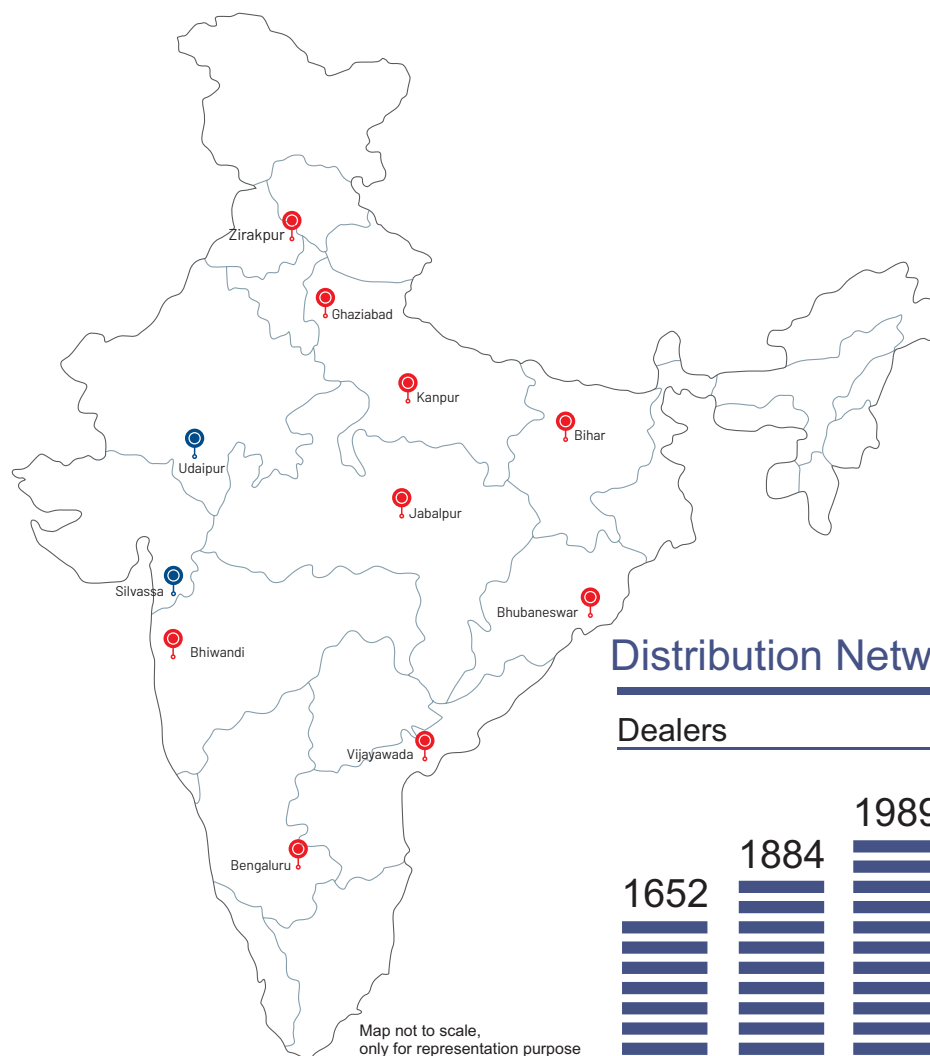 Zirakpur
Ghaziabad
Kanpur
Bihar
Udaipur
Jabalpur
Silvassa
Bhubaneswar
Bhiwandi
Distribution Netw
Dealers
Vijayawada
1989
1884
Bengaluru
1652
Map not to scale,
only for representation purpose